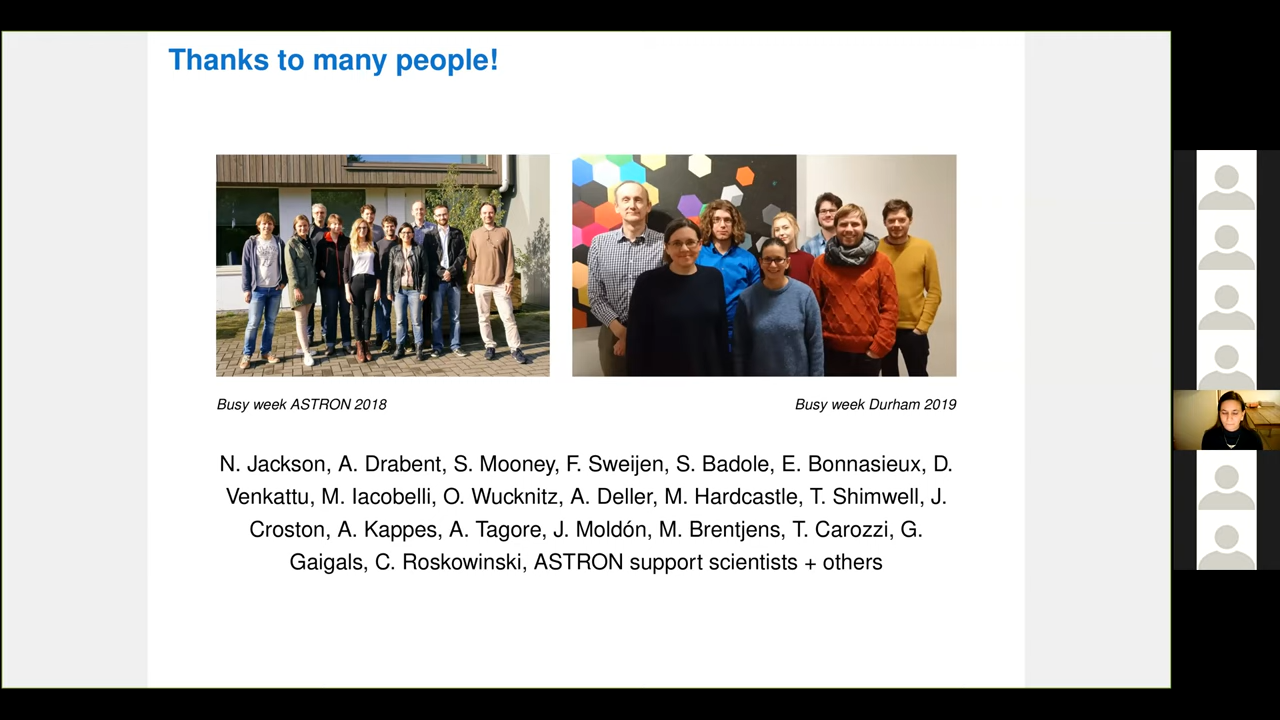 Thanks to many people!
Busy week ASTRON 2018
Busy week Durham 2019
N. Jackson, A. Drabent, S. Mooney, F. Sweijen, S. Badole, E. Bonnasieux, D.
Venkattu, M. Iacobelli, O. Wucknitz, A. Deller, M. Hardcastle, T. Shimwell, J.
Croston, A. Kappes, A. Tagore, J. Moldón, M. Brentjens, T. Carozzi, G.
Gaigals, C. Roskowinski, ASTRON support scientists + others